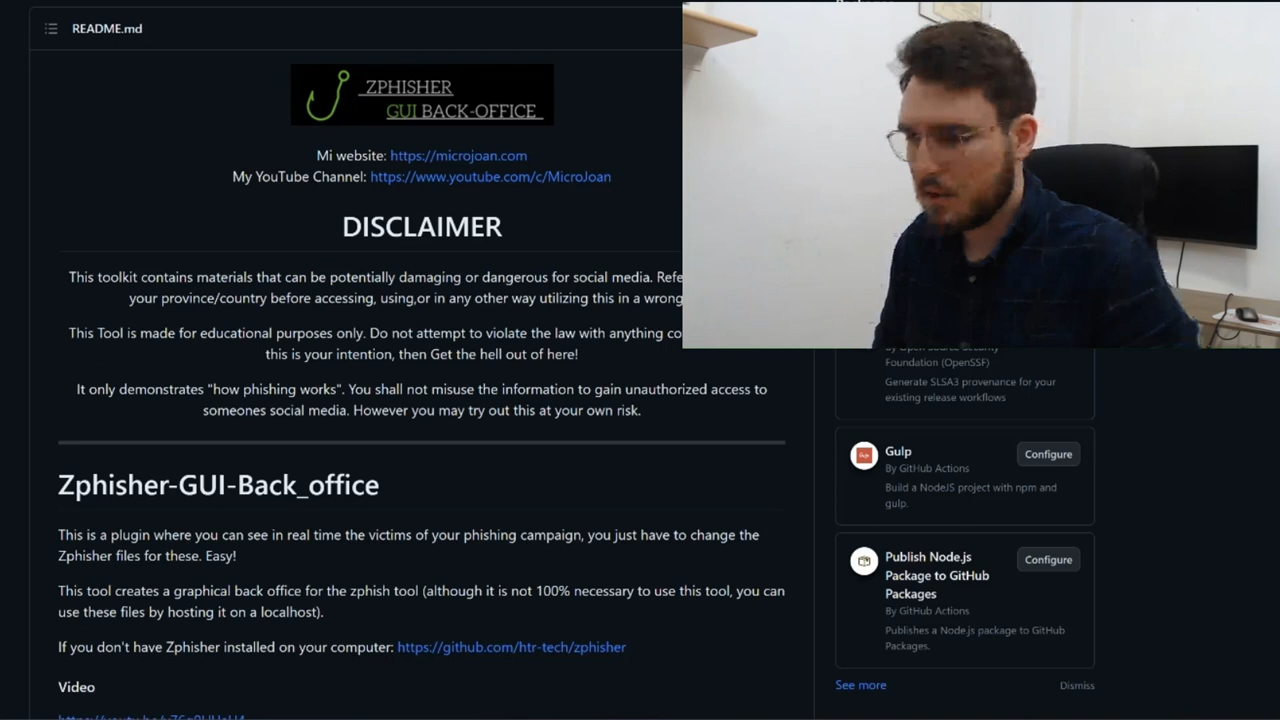 README.md
ZPHISHER
GUI BACK-OFFICE
Mi website: https://microjoan.com
My YouTube Channel: https://www.youtube.com/c/MicroJoan
DISCLAIMER
This toolkit contains materials that can be potentially damaging or dangerous for social media.
your province/country before accessing, using,or in any other way utilizing this in a wrong
This Tool is made for educational purposes only. Do not attempt to violate the law with anything
this is your intention, then Get the hell out of here!
It only demonstrates "how phishing works". You shall not misuse the information to gain unauthorized access to
someones social media. However you may try out this at your own risk.
Zphisher-GUI-Back_office
This is a plugin where you can see in real time the victims of your phishing campaign, you just have to change the
Zphisher files for these. Easy!
This tool creates a graphical back office for the zphish tool (although it is not 100% necessary to use this tool, you can
use these files by hosting it on a localhost).
If you don't have Zphisher installed on your computer: https://github.com/htr-tech/zphisher
Video
Foundation (OpenSSF)
Generate SLSA3 provenance for your
existing release workflows
Gulp
Configure
By GitHub Actions
Build a NodeJS project with npm and
gulp.
Publish Node.js
Package to GitHub
Packages
Configure
By GitHub Actions
Publishes a Node.js package to GitHub
Packages.
See more
Dismiss